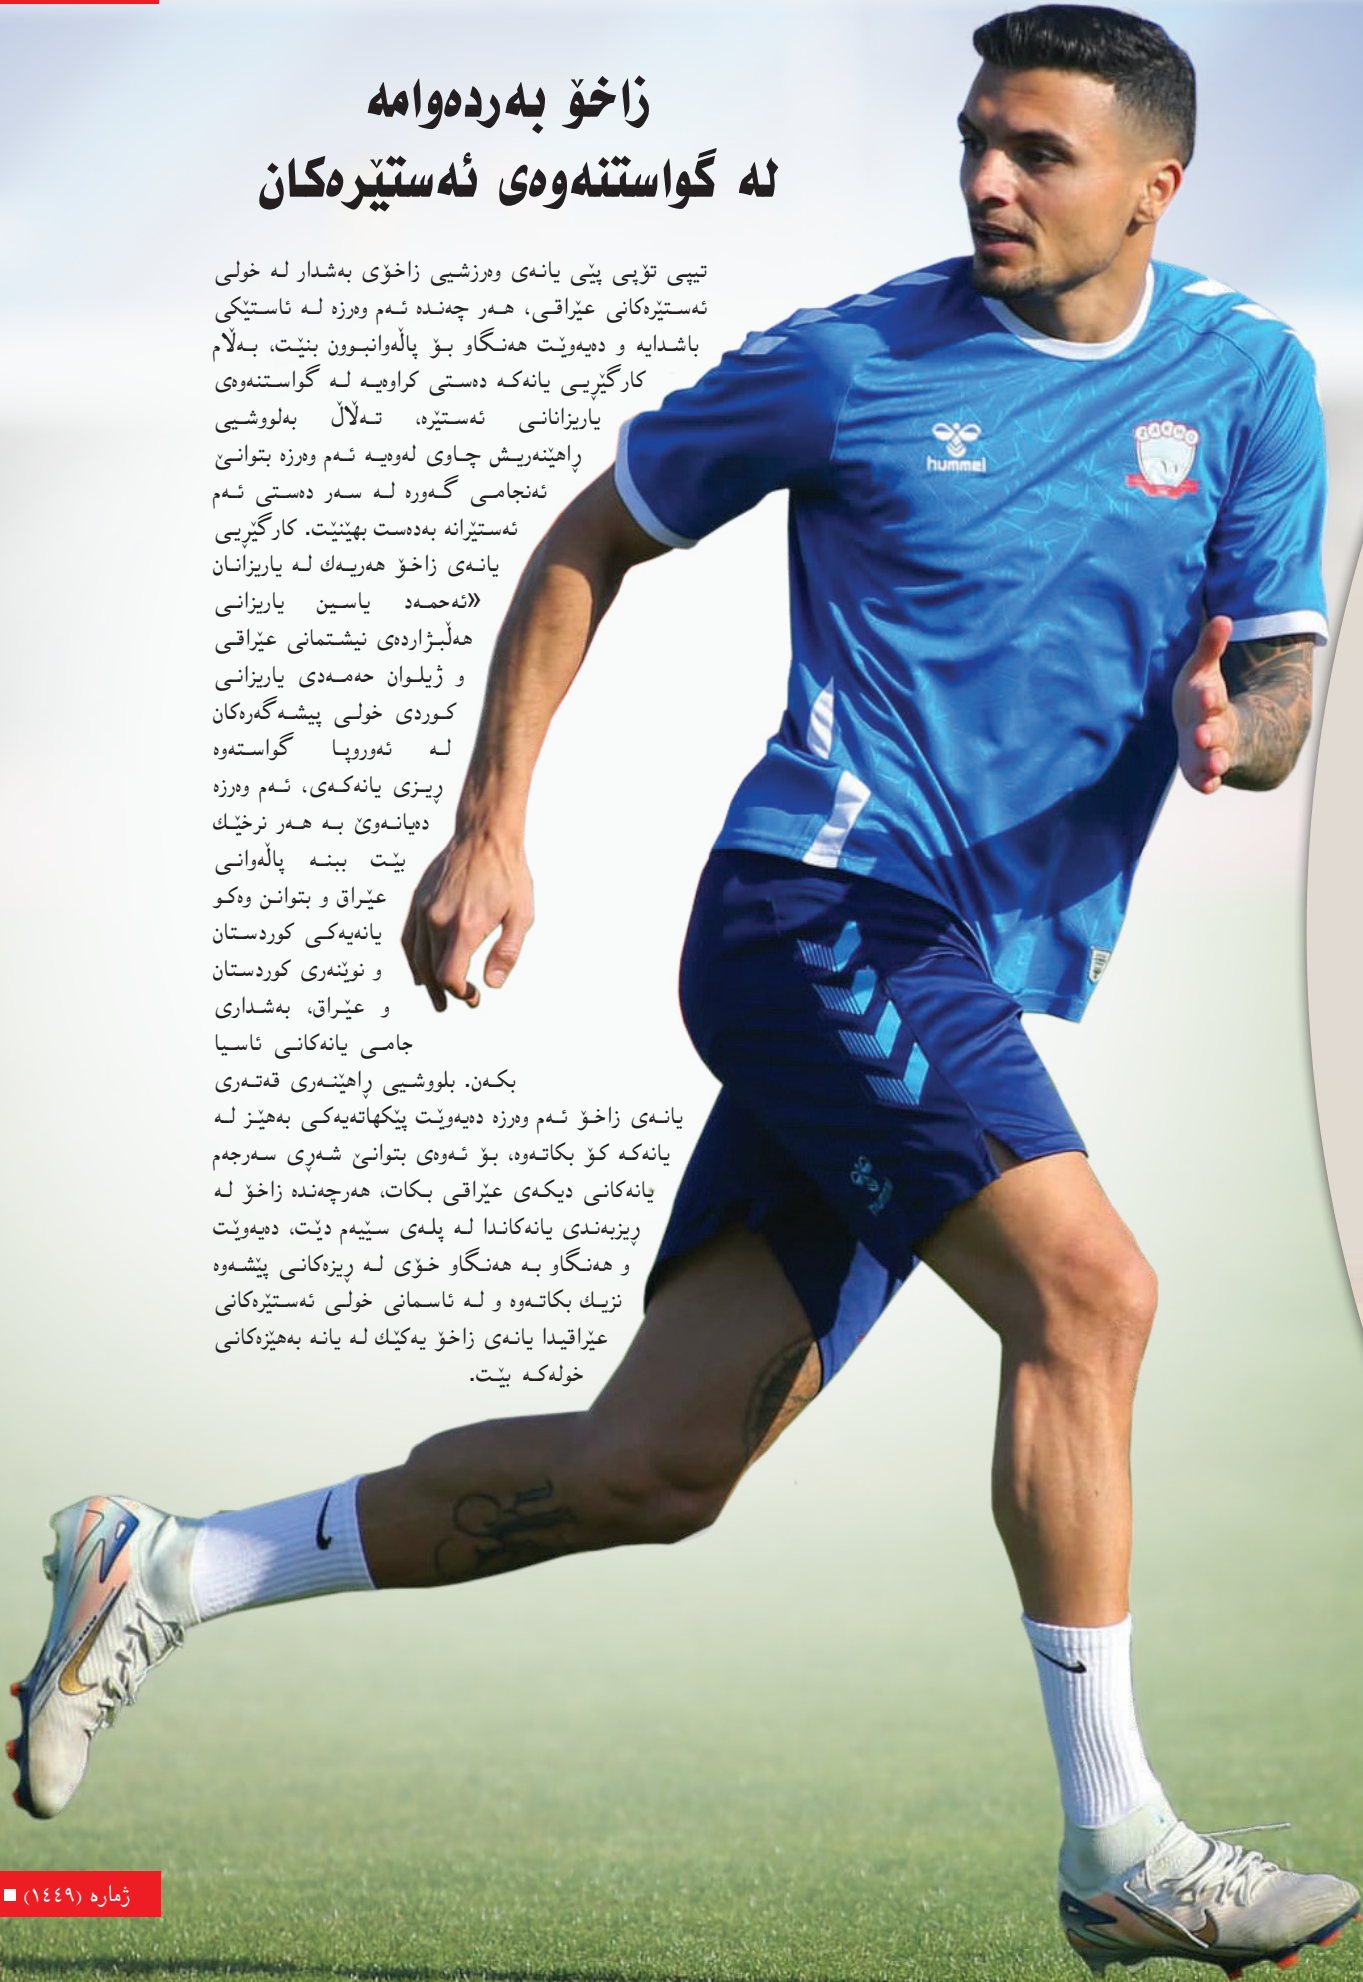 زاخۆ بەردەوامە
لە گواستنەوەی ئەستێرەکان
تیپی تۆپی پێی یانەی وەرزشیی زاخۆی بەشدار لە خولی
ئەستێرەکانی عێراقی، هەر چەندە ئەم وەرزە لە ئاستێکی
باشدایە و دەیەوێت هەنگاو بۆ پاڵەوانبوون بنێت، بەڵام
کارگێڕیی یانەکە دەستی کراوەیە لە گواستنەوەی
یاریزانانی ئەستێرە، تەڵاڵ بەلووشیی
ڕاهێنەریش چاوی لەوەیە ئەم وەرزە بتوانێ
ئەنجامی گەورە لە سەر دەستی ئەم
ئەستێرانە بەدەست بهێنێت. کارگێڕیی
یانەی زاخۆ هەریەك لە یاریزانان
«ئەحمەد یاسین یاریزانی
هەڵبژاردەی نیشتمانی عێراقی
و ژیلوان حەمەدی یاریزانی
کوردی خولی پیشەگەرەکان
لە ئەوروپا گواستەوە
ڕیزی یانەکەی، ئەم وەرزە
دەیانەوێ بە هەر نرخێك
بێت ببنە پاڵەوانی
عێراق و بتوانن وەکو
یانەیەکی کوردستان
و نوێنەری کوردستان
و عێراق، بەشداری
جامی یانەکانی ئاسیا
بکەن. بلووشیی ڕاهێنەری قەتەری
یانەی زاخۆ ئەم وەرزە دەیەوێت پێکهاتەیەکی بەهێز لە
یانەکە کۆ بکاتەوە، بۆ ئەوەی بتوانێ شەڕی سەرجەم
یانەکانی دیکەی عێراقی بکات، هەرچەندە زاخۆ لە
ڕیزبەندی یانەکاندا لە پلەی سێیەم دێت، دەیەوێت
و هەنگاو بە هەنگاو خۆی لە ڕیزەکانی پێشەوە
نزیك بکاتەوە و لە ئاسمانی خولی ئەستێرەکانی
عێراقیدا یانەی زاخۆ یەکێك لە یانە بەهێزەکانی
خولەکە بێت.
hummel
ZAKHO
ژمارە (١٤٤٩)